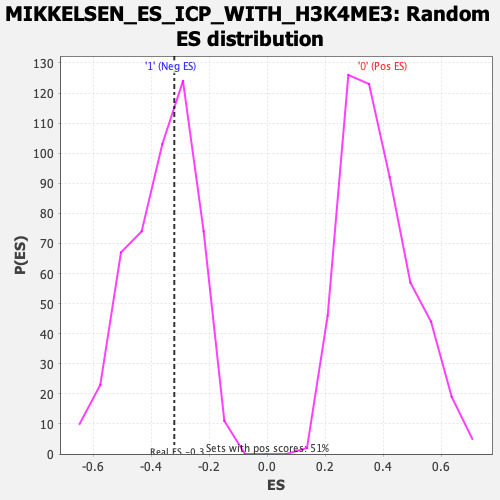 MIKKELSEN_ES_ICP_WITH_H3K4ME3: Random
ES distribution
'1' (Neg ES)
'0' (Pos ES)
130
120
110
100
90
80
70
60
50
40
30
20
10
0
P(ES)
Sets with pos scores: 51%
Real ES -0.3
-0.6 -0.4 -0.2 0.0 0.2 0.4 0.6
ES